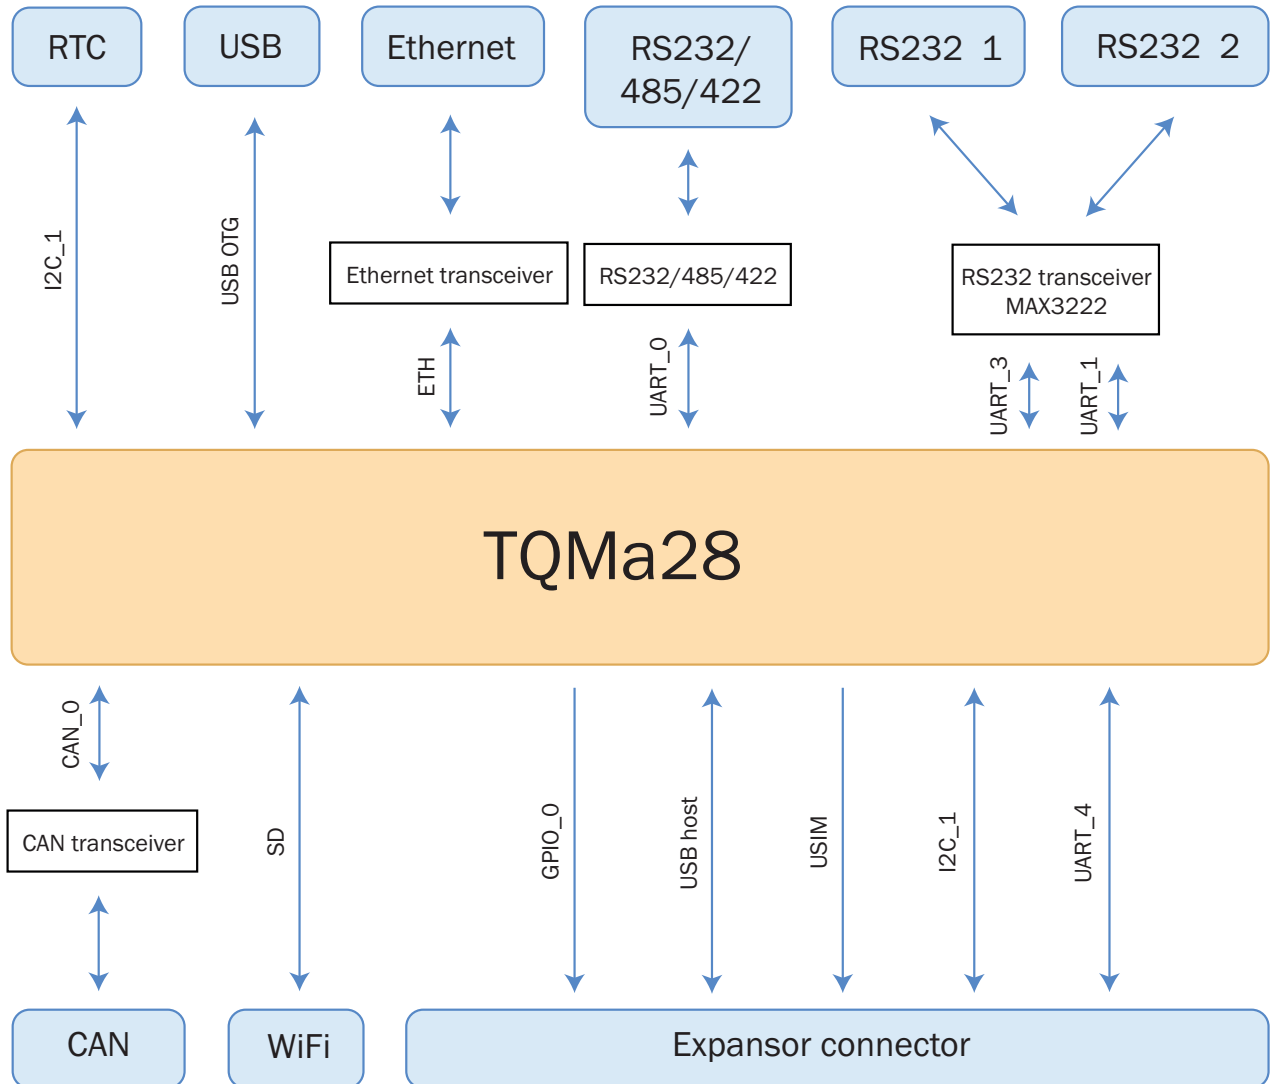 RTC
USB
Ethernet
RS232/
485/422
RS232 1
RS232 2
I2C_1
USB OTG
Ethernet transceiver
RS232/485/422
RS232 transceiver
MAX3222
ETH
UART_0
UART_3
UART_1
TQMa28
CAN_0
CAN transceiver
SD
GPIO_0
USB host
USIM
I2C_1
UART_4
CAN
WiFi
Expansor connector